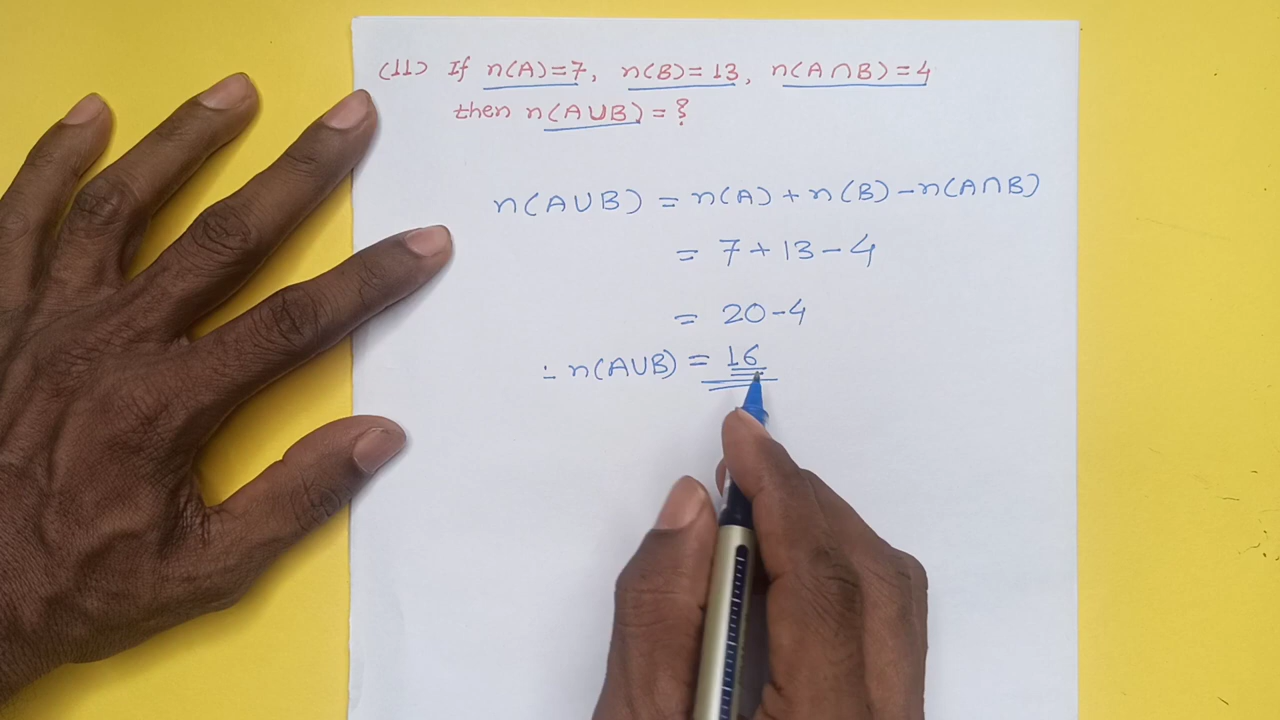 (11) If n(A)=7, n(B)=13, n(A∩B)=4
then n(A∪B)=?
n(A∪B) = n(A)+n(B)-n(A∩B)
= 7+13-4
= 20-4
∴ n(A∪B) = 16